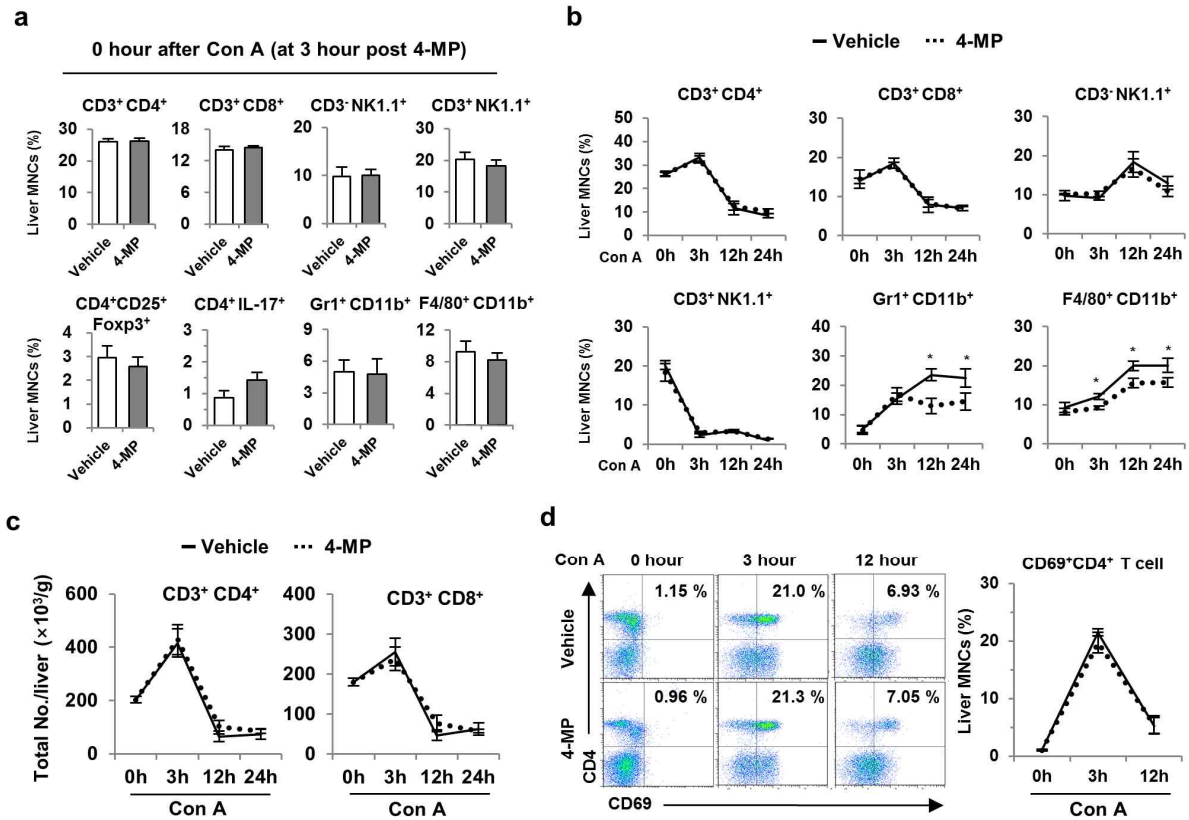 a
0 hour after Con A (at 3 hour post 4-MP)
CD3⁺ CD4⁺ CD3⁺ CD8⁺ CD3⁻ NK1.1⁺ CD3⁺ NK1.1⁺
Liver MNCs (%)
30 20 10 0
18 12 6 0
20 10 0
30 20 10 0
Vehicle 4-MP Vehicle 4-MP Vehicle 4-MP Vehicle 4-MP
CD4⁺CD25⁺ CD4⁺ IL-17⁺ Gr1⁺ CD11b⁺ F4/80⁺ CD11b⁺
Foxp3⁺
Liver MNCs (%)
4 3 2 1 0
3 2 1 0
9 6 3 0
12 8 4 0
Vehicle 4-MP Vehicle 4-MP Vehicle 4-MP Vehicle 4-MP
b
Vehicle 4-MP
CD3⁺ CD4⁺ CD3⁺ CD8⁺ CD3⁻ NK1.1⁺
Liver MNCs (%)
50 40 30 20 10 0
30 20 10 0
30 20 10 0
Con A 0h 3h 12h 24h 0h 3h 12h 24h 0h 3h 12h 24h
CD3⁺ NK1.1⁺ Gr1⁺ CD11b⁺ F4/80⁺ CD11b⁺
Liver MNCs (%)
30 20 10 0
40 30 20 10 0
* *
30 20 10 0
* * *
Con A 0h 3h 12h 24h 0h 3h 12h 24h 0h 3h 12h 24h
c
Vehicle 4-MP
Total No./liver (×10³/g)
CD3⁺ CD4⁺ CD3⁺ CD8⁺
600 400 200 0
400 300 200 100 0
0h 3h 12h 24h 0h 3h 12h 24h
Con A Con A
d
Con A 0 hour 3 hour 12 hour
Vehicle
1.15 % 21.0 % 6.93 %
4-MP
0.96 % 21.3 % 7.05 %
CD4
CD69
CD69⁺CD4⁺ T cell
Liver MNCs (%)
30 20 10 0
0h 3h 12h
Con A